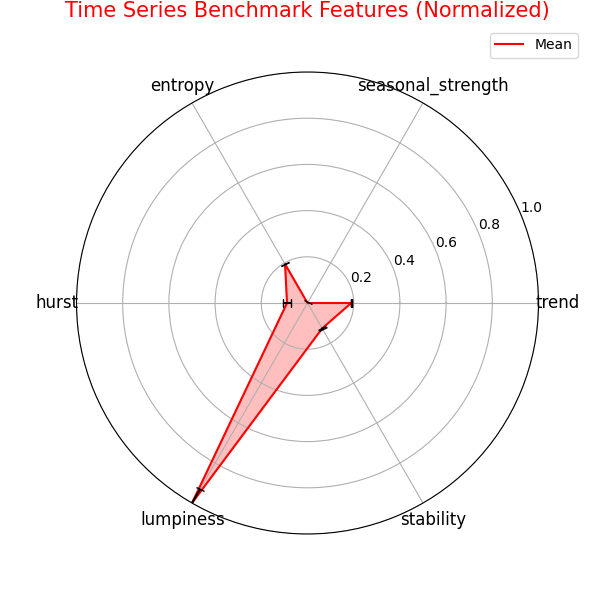 Time Series Benchmark Features (Normalized)
Mean
entropy
seasonal_strength
1.0
0.8
0.6
0.4
0.2
hurst
trend
lumpiness
stability